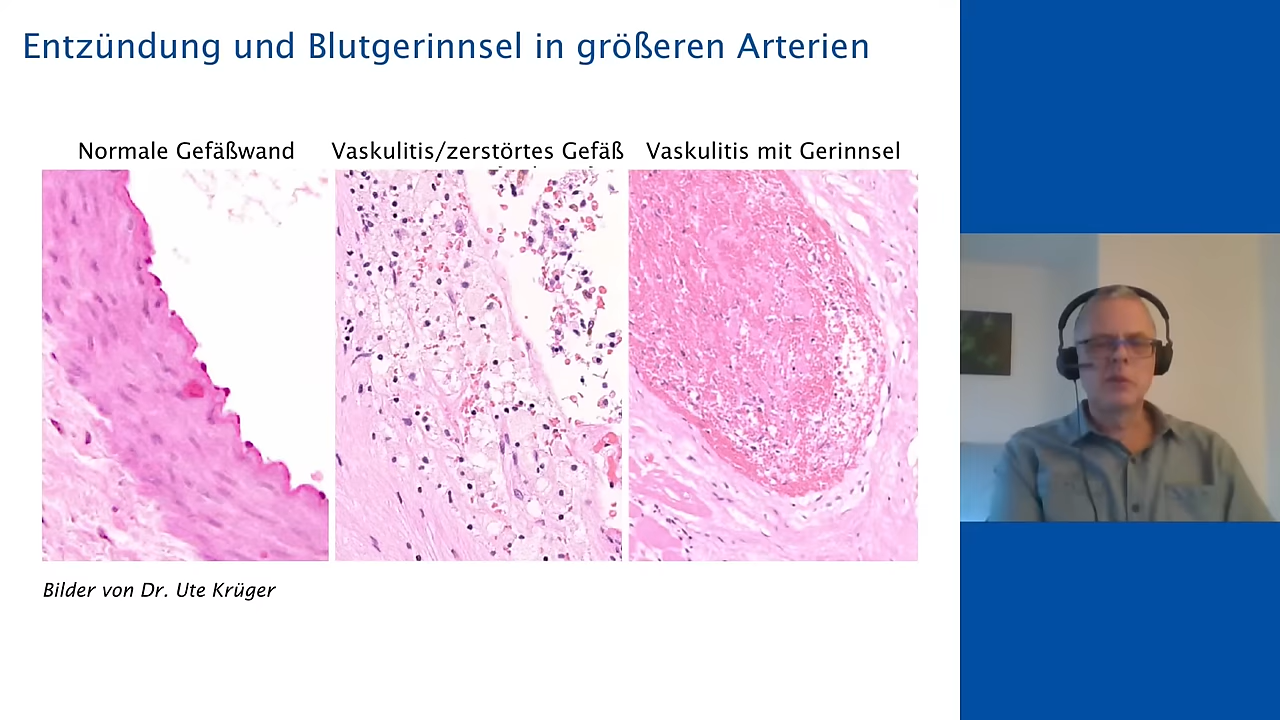 Entzündung und Blutgerinnsel in größeren Arterien
Normale Gefäßwand
Vaskulitis/zerstörtes Gefäß
Vaskulitis mit Gerinnsel
Bilder von Dr. Ute Krüger